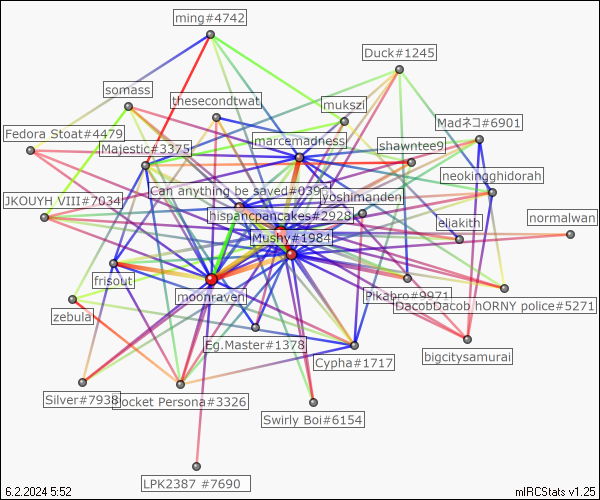 ming#4742
Duck#1245
somass
thesecondtwat
mukszi
Madネコ#6901
Fedora Stoat#4479
marcemadness
shawntee9
Majestic#3375
neokingghidorah
JKOUYH VIII#7034
Can anything be saved#039
yoshimanden
hispancpancakes#2928
eljakith
normalwan
Mushy#1984
frisout
moonraven
Pikabro#9971
DacobDacob hORNY police#5271
zebula
Eg.Master#1378
Cypha#1717
bigcitysamurai
Silver#7938
ocket Persona#3326
Swirly Boi#6154
LPK2387 #7690
6.2.2024 5:52
mIRCStats v1.25